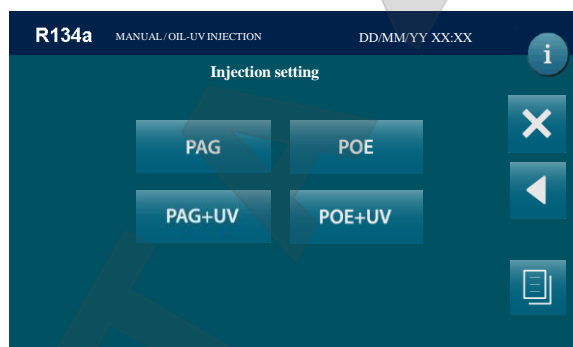 R134a MANUAL/OIL-UV INJECTION DD/MM/YY XX:XX
i
Injection setting
PAG POE
PAG+UV POE+UV